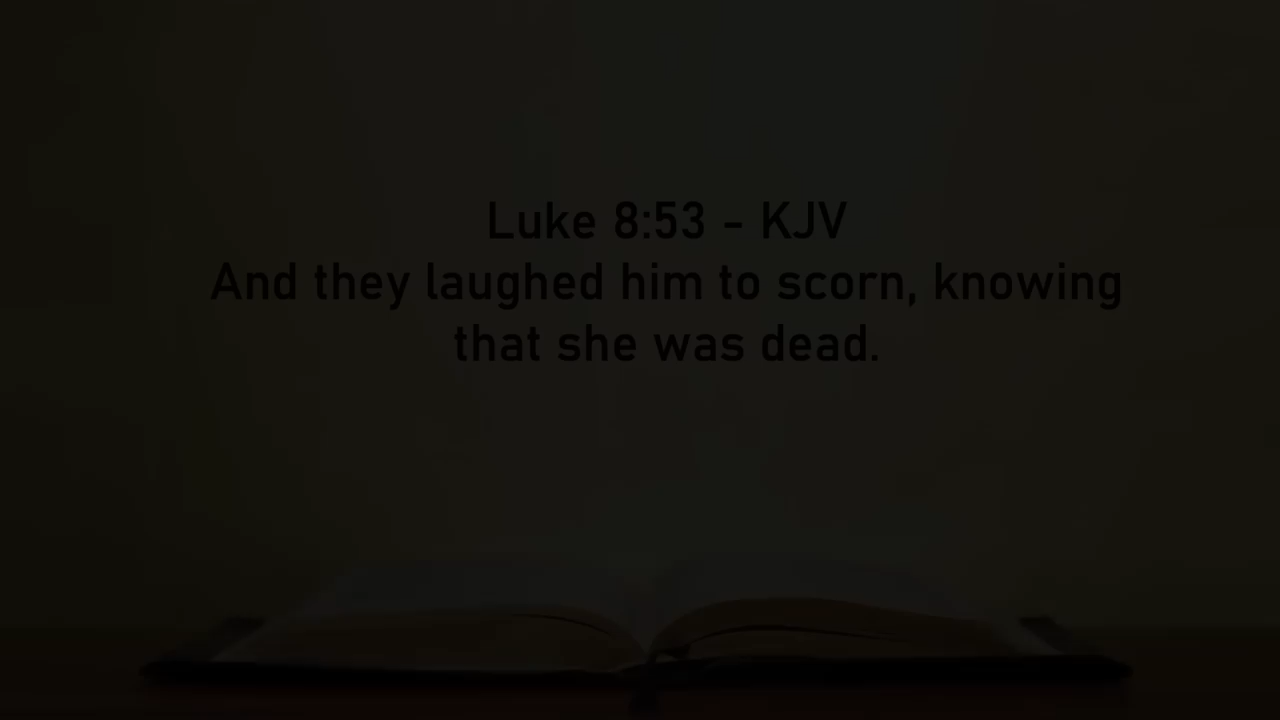 Luke 8:53 - KJV
And they laughed him to scorn, knowing
that she was dead.